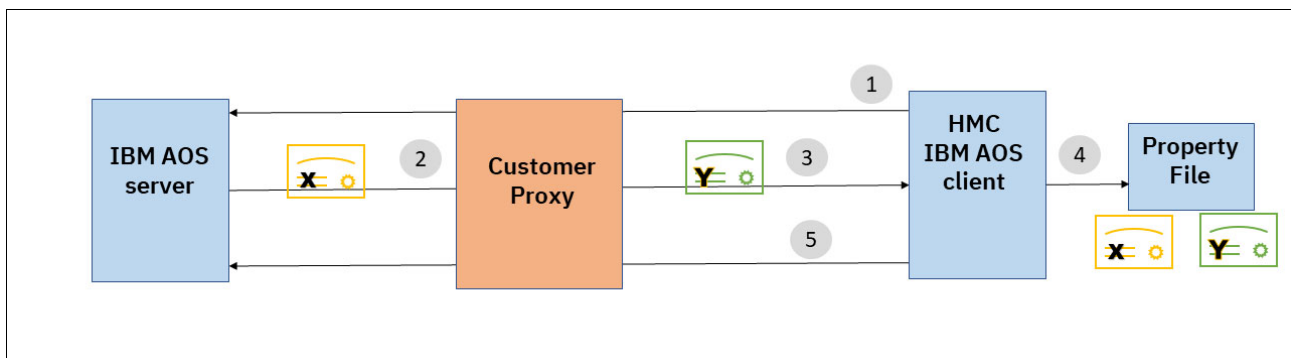 1
IBM AOS
server
X
2
Customer
Proxy
Y
3
HMC
IBM AOS
client
4
Property
File
X
Y
5